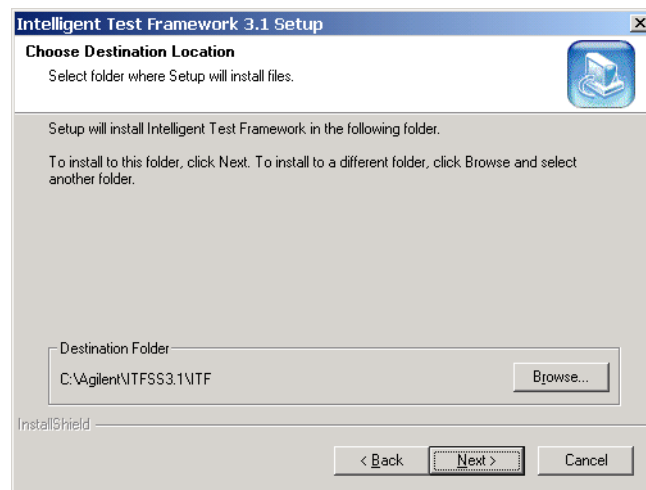 Intelligent Test Framework 3.1 Setup
Choose Destination Location
Select folder where Setup will install files.
Setup will install Intelligent Test Framework in the following folder.
To install to this folder, click Next. To install to a different folder, click Browse and select
another folder.
Destination Folder
C:\Agilent\ITFSS3.1\ITF
Browse...
InstallShield
< Back
Next >
Cancel